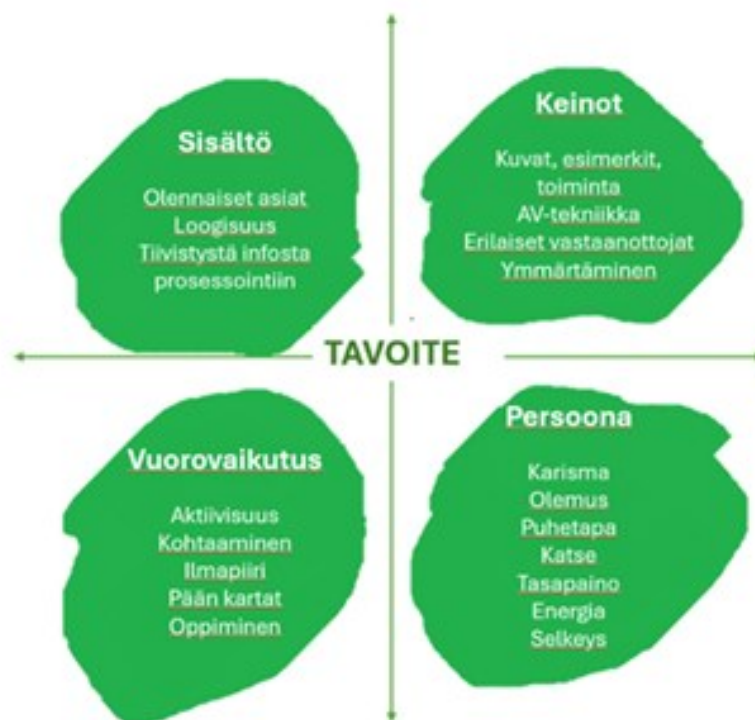 Sisältö
Olennaiset asiat
Loogisuus
Tiivistystä infosta
prosessointiin
Keinot
Kuvat, esimerkit,
toiminta
AV-tekniikka
Erilaiset vastaanottojat
Ymmärtäminen
TAVOITE
Vuorovaikutus
Aktiivisuus
Kohtaaminen
Ilmapiiri
Pään kartat
Oppiminen
Persoona
Karisma
Olemus
Puhetapa
Katse
Tasapaino
Energia
Selkeys